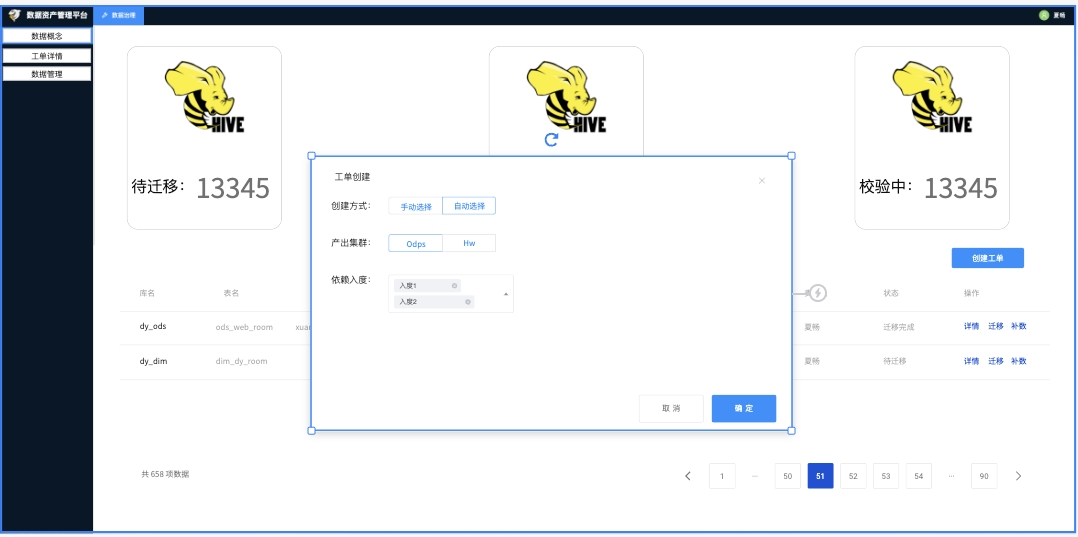 数据资产管理平台
数据治理
夏畅
数据概念
工单详情
数据管理
HIVE
HIVE
HIVE
待迁移： 13345
校验中： 13345
工单创建
创建方式： 手动选择 自动选择
产出集群： Odps Hw
依赖入度： 入度1
入度2
取 消 确 定
创建工单
库名 表名 状态 操作
dy_ods ods_web_room xuan 夏畅 迁移完成 详情 迁移 补数
dy_dim dim_dy_room 夏畅 待迁移 详情 迁移 补数
共 658 项数据
1 ··· 50 51 52 53 54 ··· 90